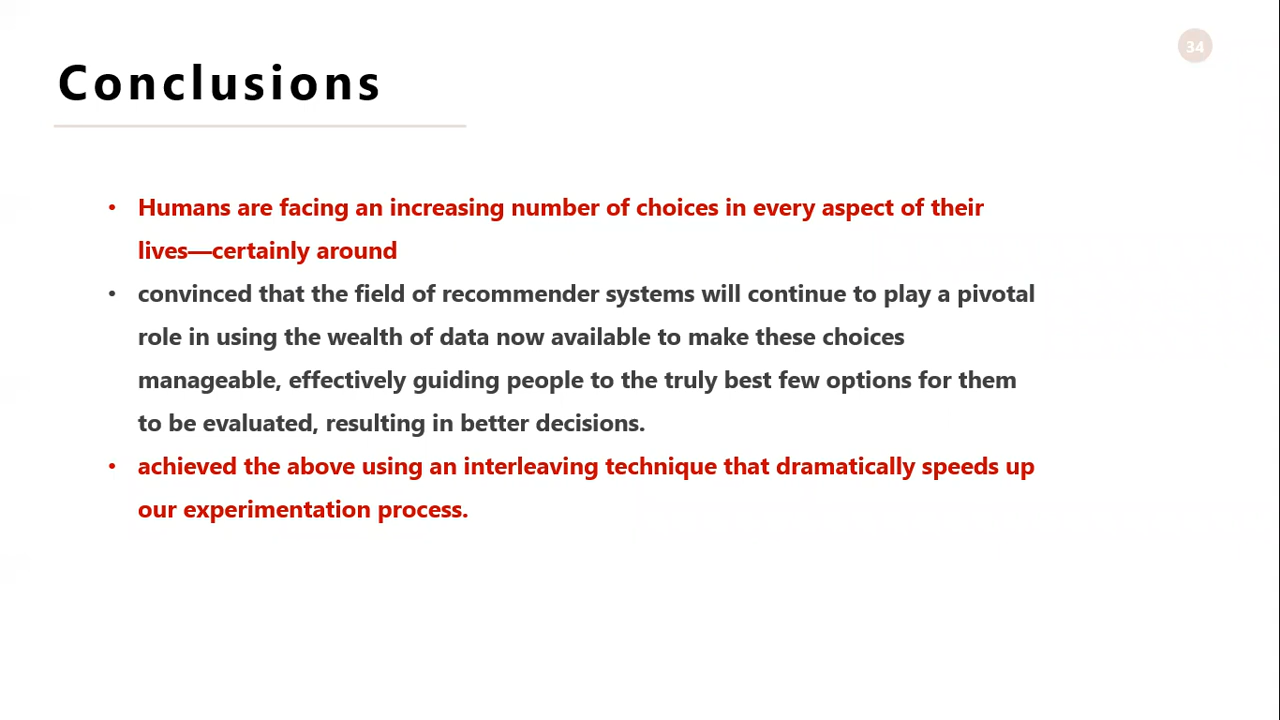 34
Conclusions
• Humans are facing an increasing number of choices in every aspect of their
lives—certainly around
• convinced that the field of recommender systems will continue to play a pivotal
role in using the wealth of data now available to make these choices
manageable, effectively guiding people to the truly best few options for them
to be evaluated, resulting in better decisions.
• achieved the above using an interleaving technique that dramatically speeds up
our experimentation process.